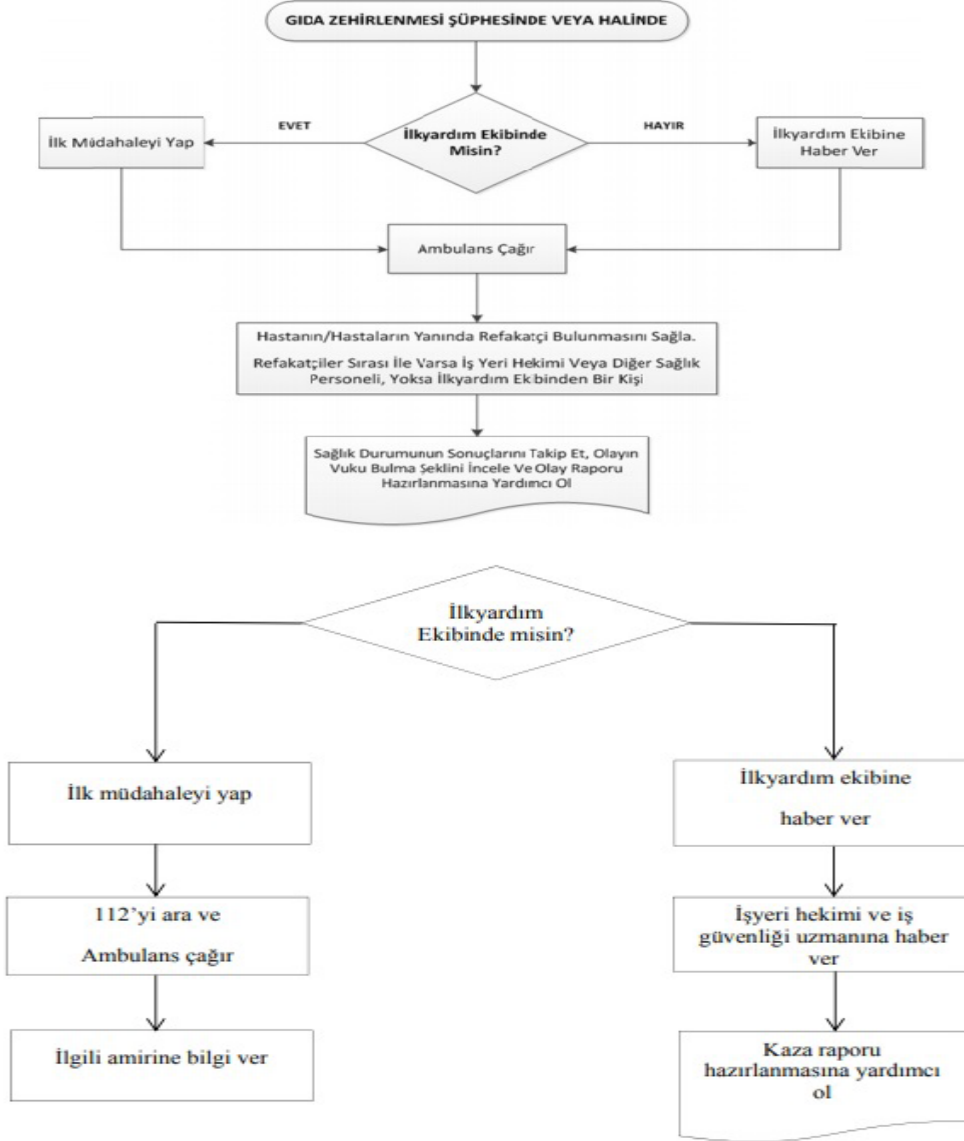 GIDA ZEHİRLENMESİ ŞÜPHESİNDE VEYA HALİNDE
İlkyardım Ekibinde
Misin?
EVET
HAYIR
İlk Müdahaleyi Yap
İlkyardım Ekibine
Haber Ver
Ambulans Çağır
Hastanın/Hastaların Yanında Refakatçi Bulunmasını Sağla.
Refakatçiler Sırası İle Varsa İş Yeri Hekimi Veya Diğer Sağlık
Personeli, Yoksa İlkyardım Ekibinden Bir Kişi
Sağlık Durumunun Sonuçlarını Takip Et, Olayın
Vuku Bulma Şeklini İncele Ve Olay Raporu
Hazırlanmasına Yardımcı Ol
İlkyardım
Ekibinde misin?
İlk müdahaleyi yap
112'yi ara ve
Ambulans çağır
İlgili amirine bilgi ver
İlkyardım ekibine
haber ver
İşyeri hekimi ve iş
güvenliği uzmanına haber
ver
Kaza raporu
hazırlanmasına yardımcı
ol